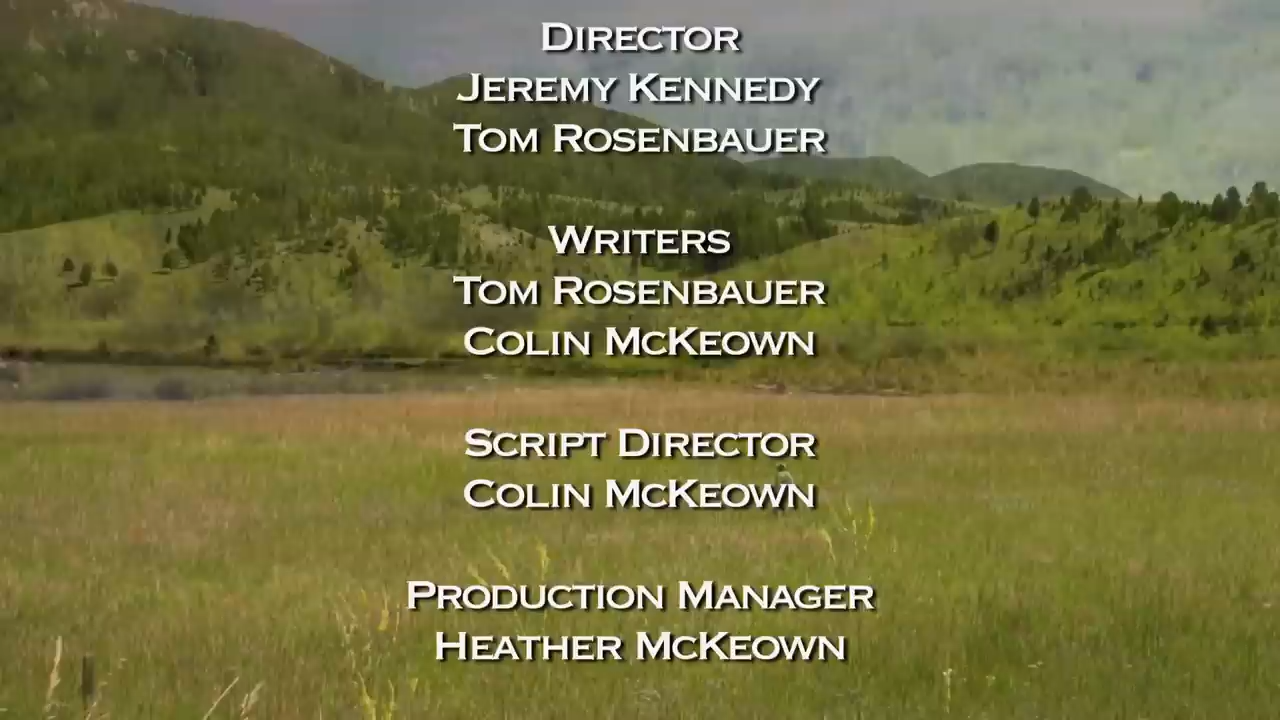 Director
Jeremy Kennedy
Tom Rosenbauer
Writers
Tom Rosenbauer
Colin McKeown
Script Director
Colin McKeown
Production Manager
Heather McKeown